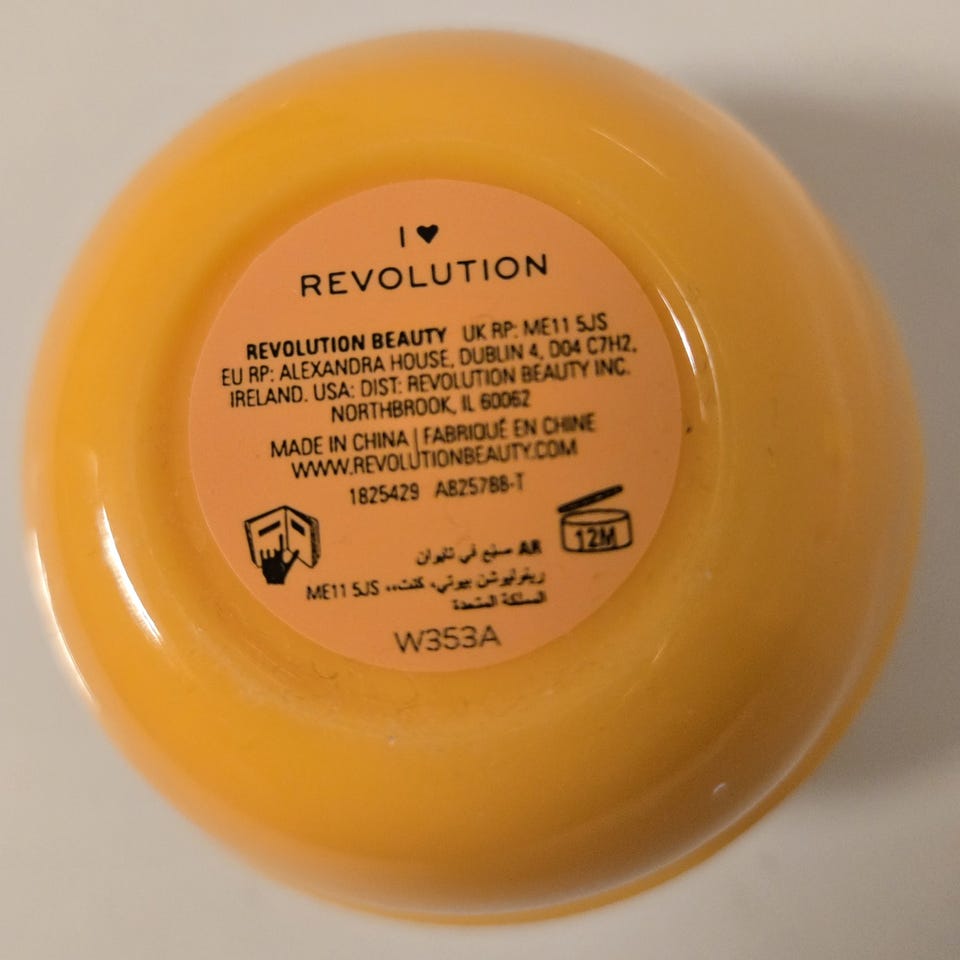 I ♥
REVOLUTION
REVOLUTION BEAUTY UK RP: ME11 5JS
EU RP: ALEXANDRA HOUSE, DUBLIN 4, D04 C7H2,
IRELAND. USA: DIST: REVOLUTION BEAUTY INC.
NORTHBROOK, IL 60062
MADE IN CHINA | FABRIQUÉ EN CHINE
WWW.REVOLUTIONBEAUTY.COM
1825429 A825788-T
12M
AR صنع في تايوان
ريفوليوشن بيوتي، كنت،، ME11 5JS
المملكة المتحدة
W353A